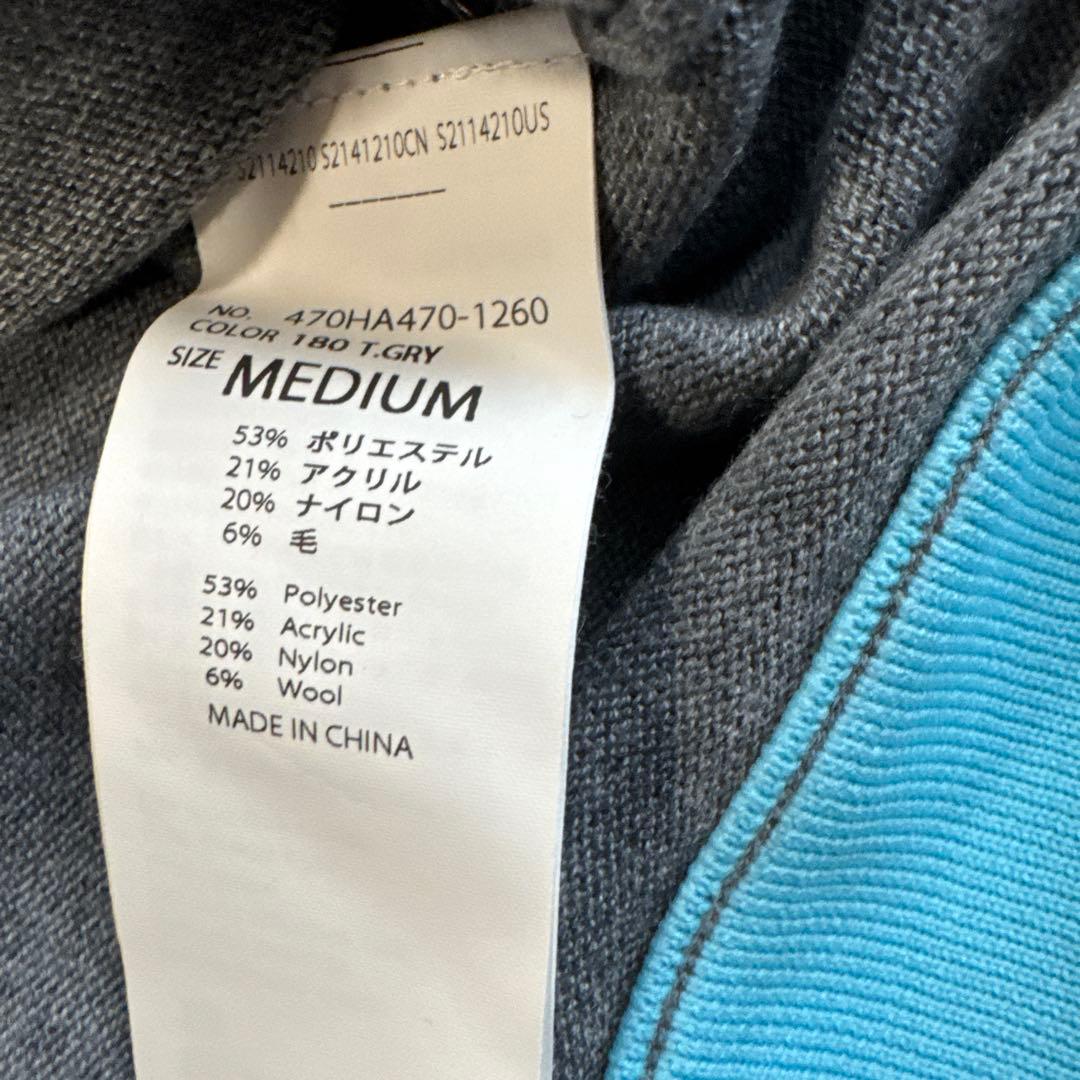 S2114210 S2141210CN S2114210US
NO. 470HA470-1260
COLOR 180 T.GRY
SIZE MEDIUM
53% ポリエステル
21% アクリル
20% ナイロン
6% 毛
53% Polyester
21% Acrylic
20% Nylon
6% Wool
MADE IN CHINA